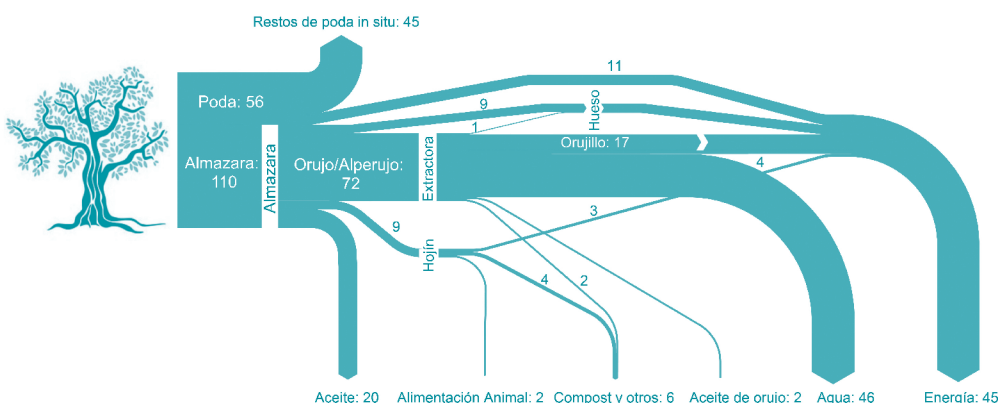 Restos de poda in situ: 45
11
Poda: 56
9
Hueso
1
Orujillo: 17
Almazara:
110
Almazara
Orujo/Alperujo:
72
Extractora
4
3
9
Hojín
4
2
Aceite: 20
Alimentación Animal: 2
Compost y otros: 6
Aceite de orujo: 2
Agua: 46
Energía: 45